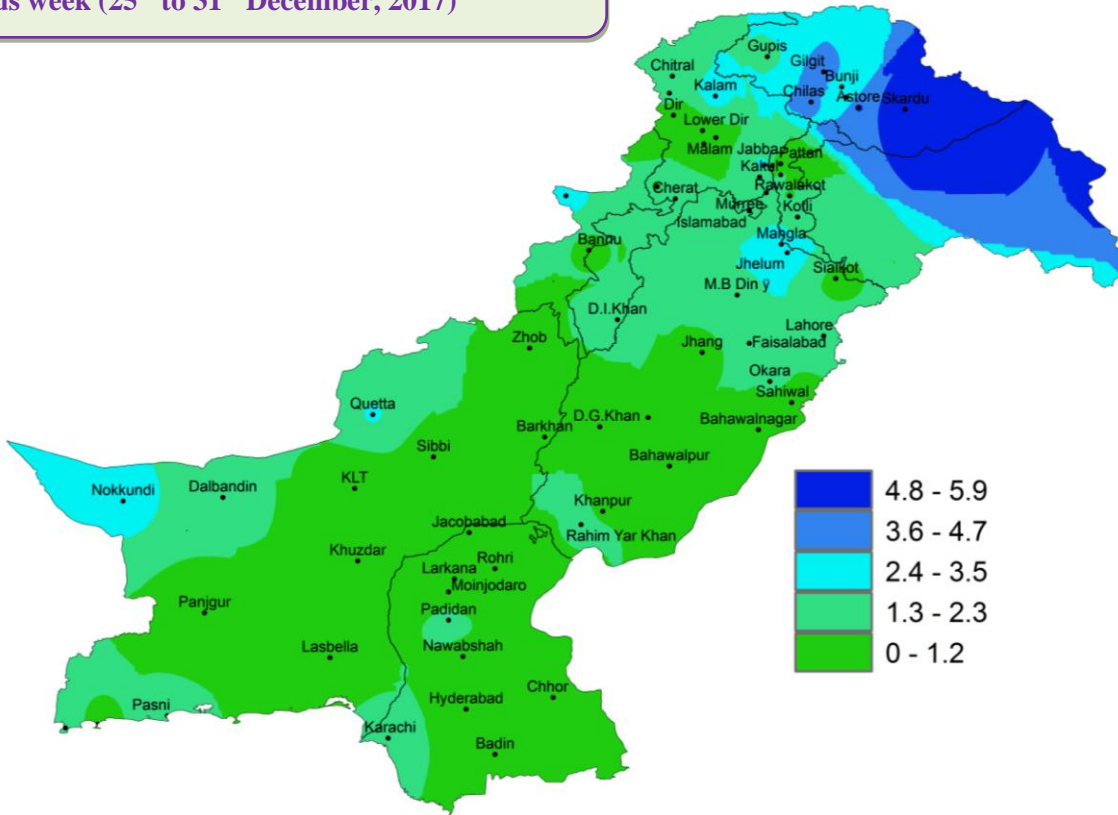 us week (25 to 31 December, 2017)
Gupis
Gilgit
Chitral
Bunji
Kalam
Chilas
Astore
Skardu
Dir
Lower Dir
Malam Jabbap
Pattan
Kakul
Cherat
Rawalakot
Murree
Kotli
Islamabad
Bannu
Mangla
Jhelum
Sialkot
M.B Din y
D.I.Khan
Lahore
Zhob
Jhang
Faisalabad
Okara
Sahiwal
Quetta
D.G.Khan
Bahawalnagar
Barkhan
Sibbi
Bahawalpur
Nokkundi
Dalbandin
KLT
4.8 - 5.9
Khanpur
3.6 - 4.7
Jacobabad
Rahim Yar Khan
Khuzdar
Rohri
Larkana
2.4 - 3.5
Moinjodaro
Panjgur
Padidan
1.3 - 2.3
Lasbella
Nawabshah
0 - 1.2
Chhor
Pasni
Hyderabad
Karachi
Badin